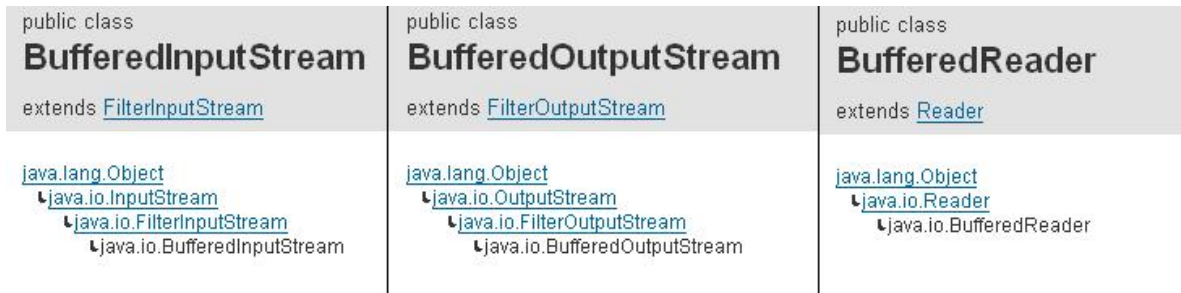 public class
BufferedInputStream
extends FilterInputStream
java.lang.Object
java.io.InputStream
java.io.FilterInputStream
java.io.BufferedInputStream
public class
BufferedOutputStream
extends FilterOutputStream
java.lang.Object
java.io.OutputStream
java.io.FilterOutputStream
java.io.BufferedOutputStream
public class
BufferedReader
extends Reader
java.lang.Object
java.io.Reader
java.io.BufferedReader